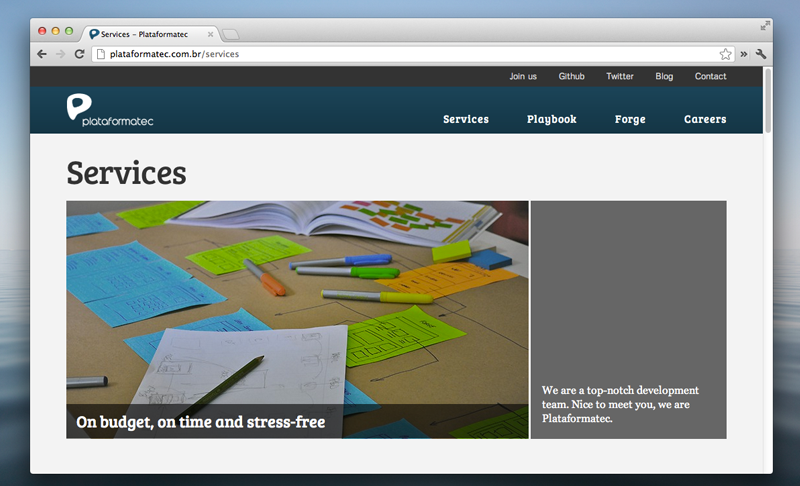 Services – Plataformatec
plataformatec.com.br/services
Join us Github Twitter Blog Contact
plataformatec
Services Playbook Forge Careers
Services
On budget, on time and stress-free
We are a top-notch development
team. Nice to meet you, we are
Plataformatec.